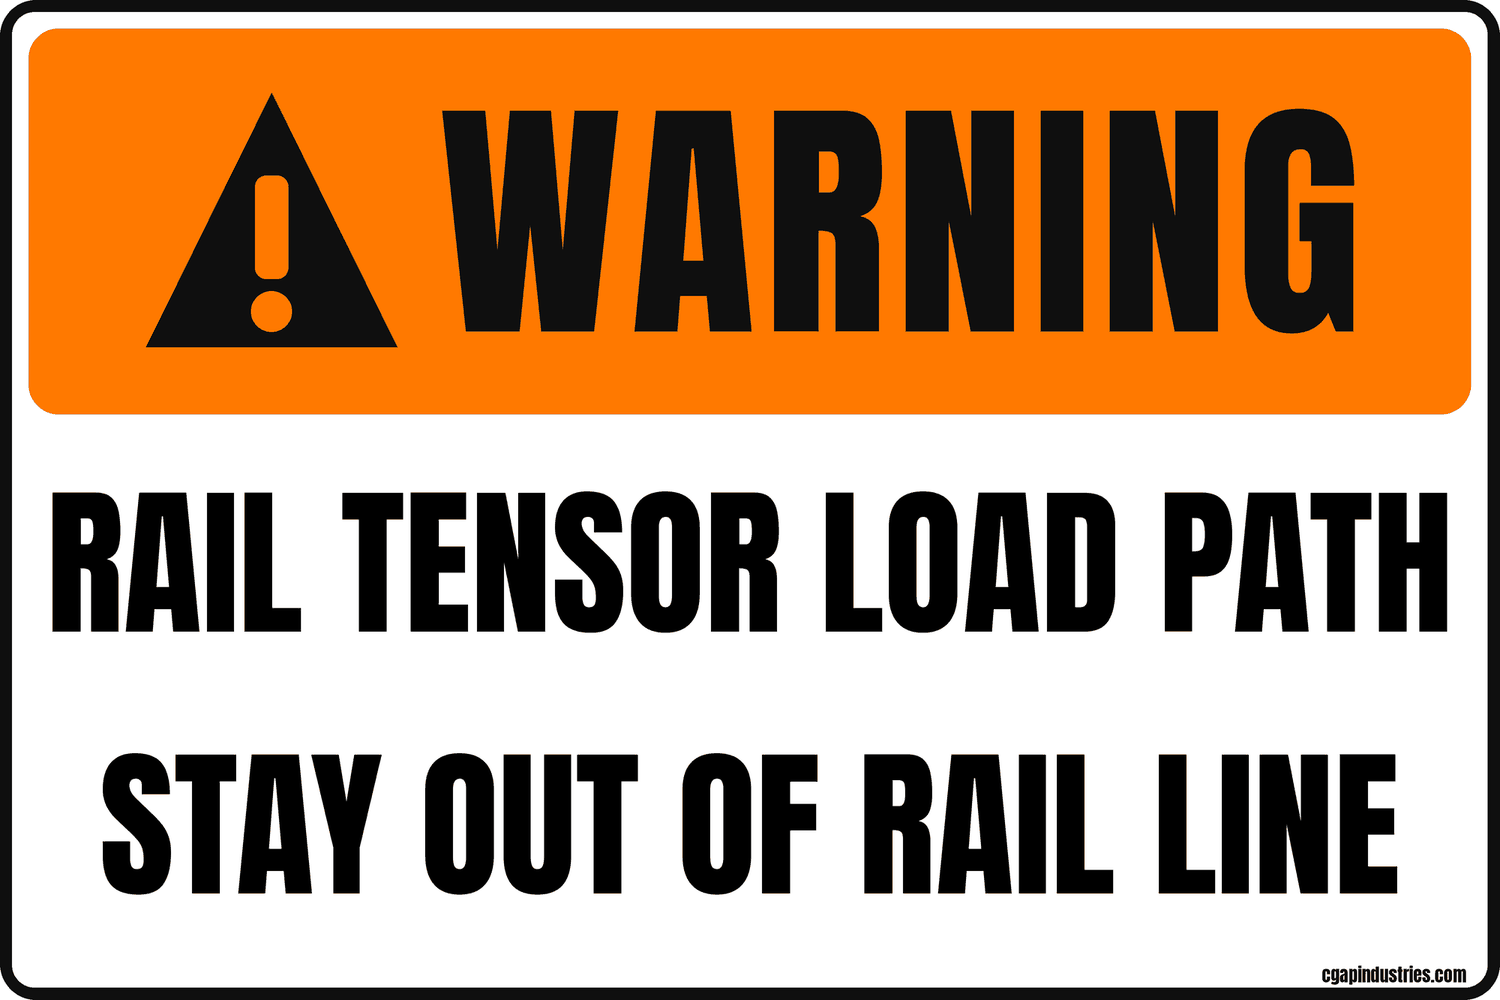 WARNING
RAIL TENSOR LOAD PATH
STAY OUT OF RAIL LINE
cgapindustries.com